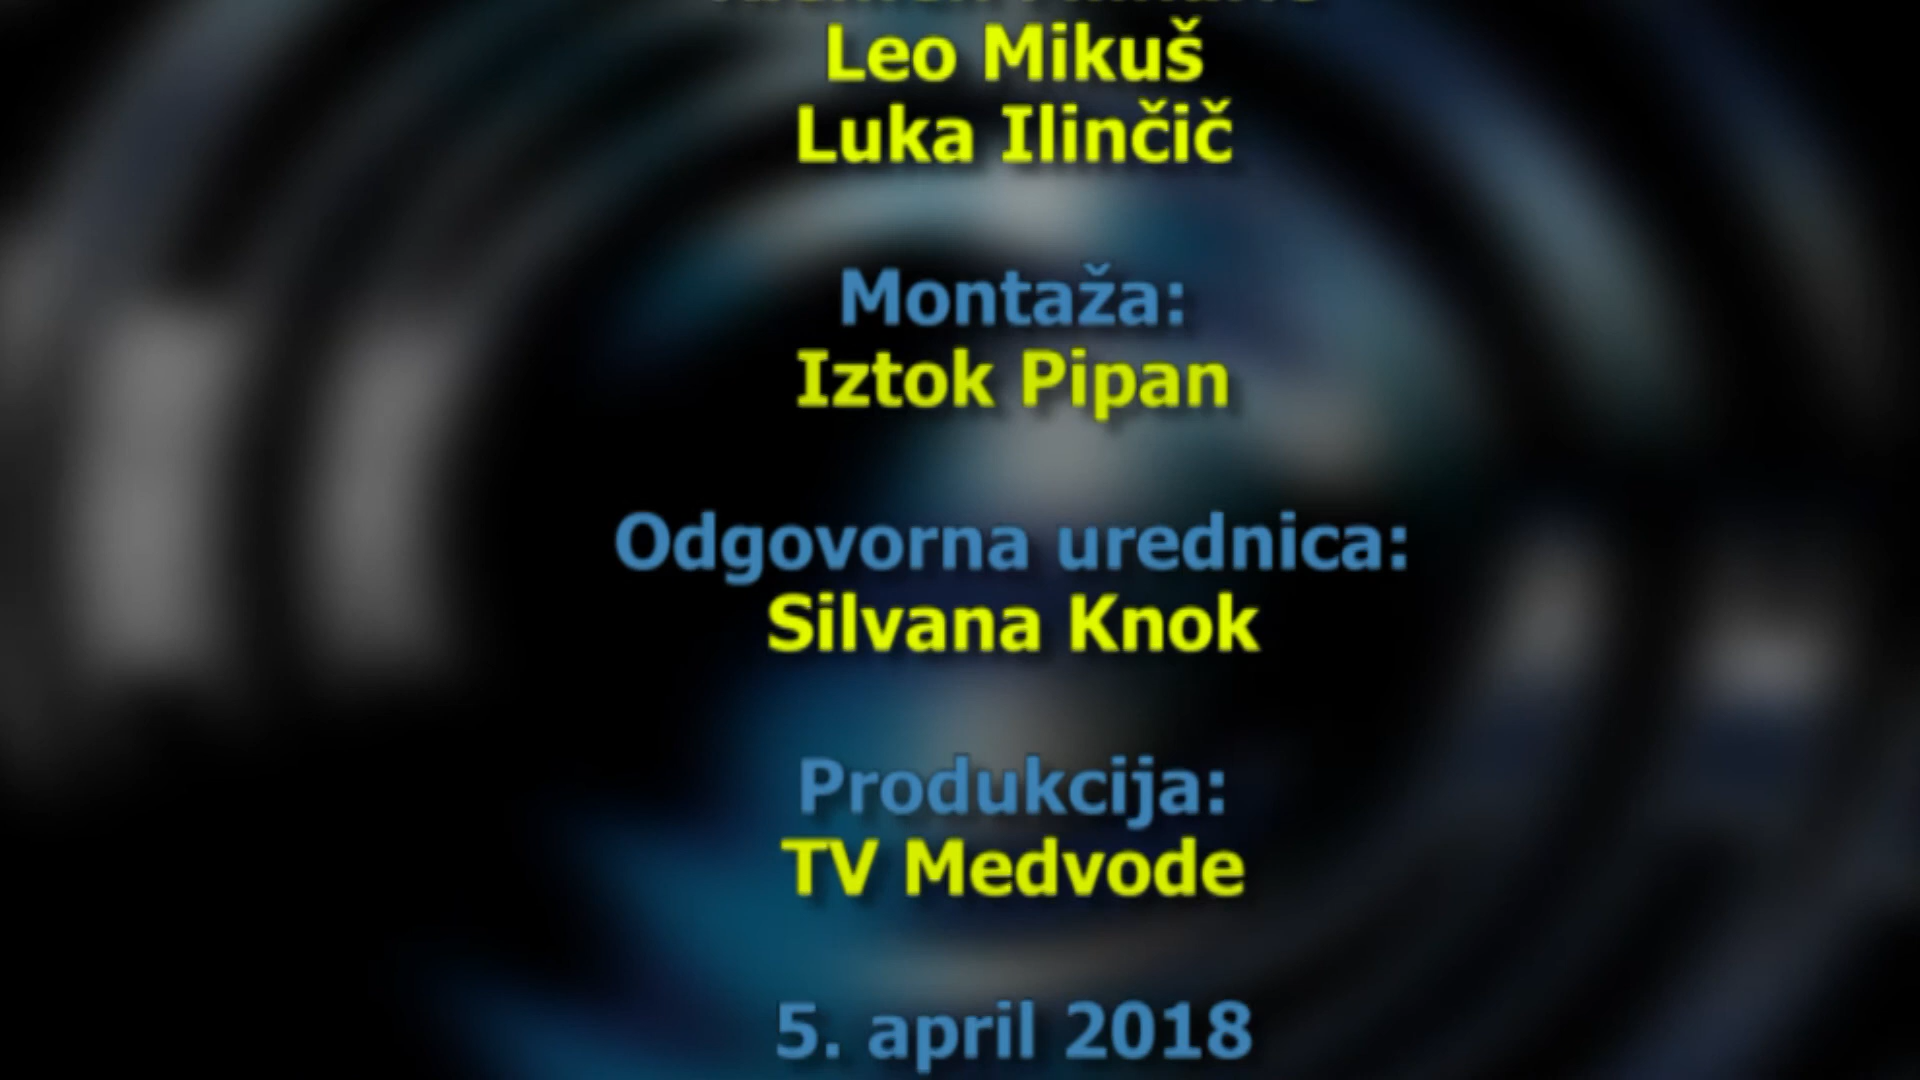 Leo Mikuš
Luka Ilinčič
Montaža:
Iztok Pipan
Odgovorna urednica:
Silvana Knok
Produkcija:
TV Medvode
5. april 2018